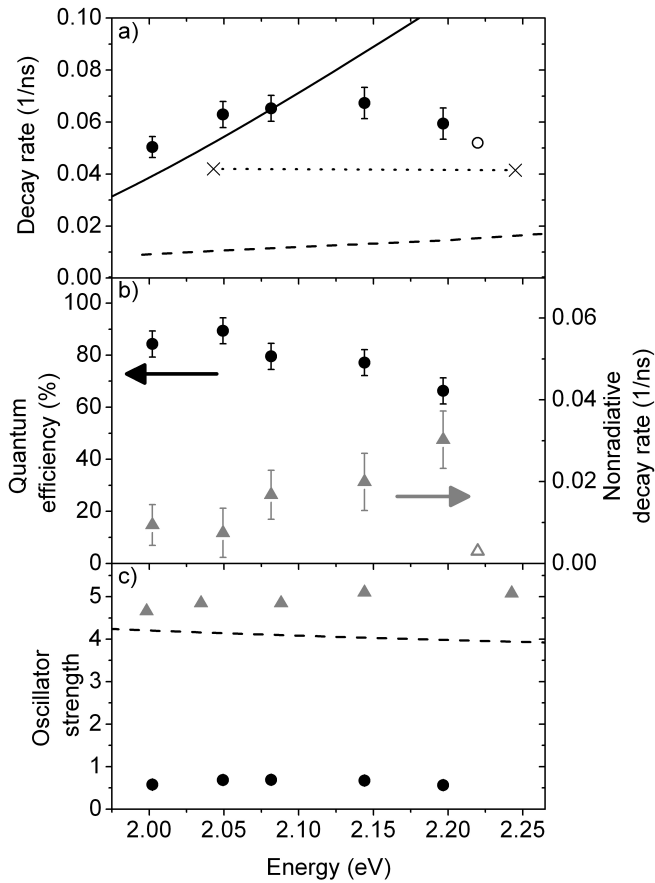 a)
0.10
0.08
0.06
0.04
0.02
0.00
Decay rate (1/ns)
b)
100
80
60
40
20
0
Quantum
efficiency (%)
0.06
0.04
0.02
0.00
Nonradiative
decay rate (1/ns)
c)
5
4
3
2
1
0
Oscillator
strength
2.00 2.05 2.10 2.15 2.20 2.25
Energy (eV)